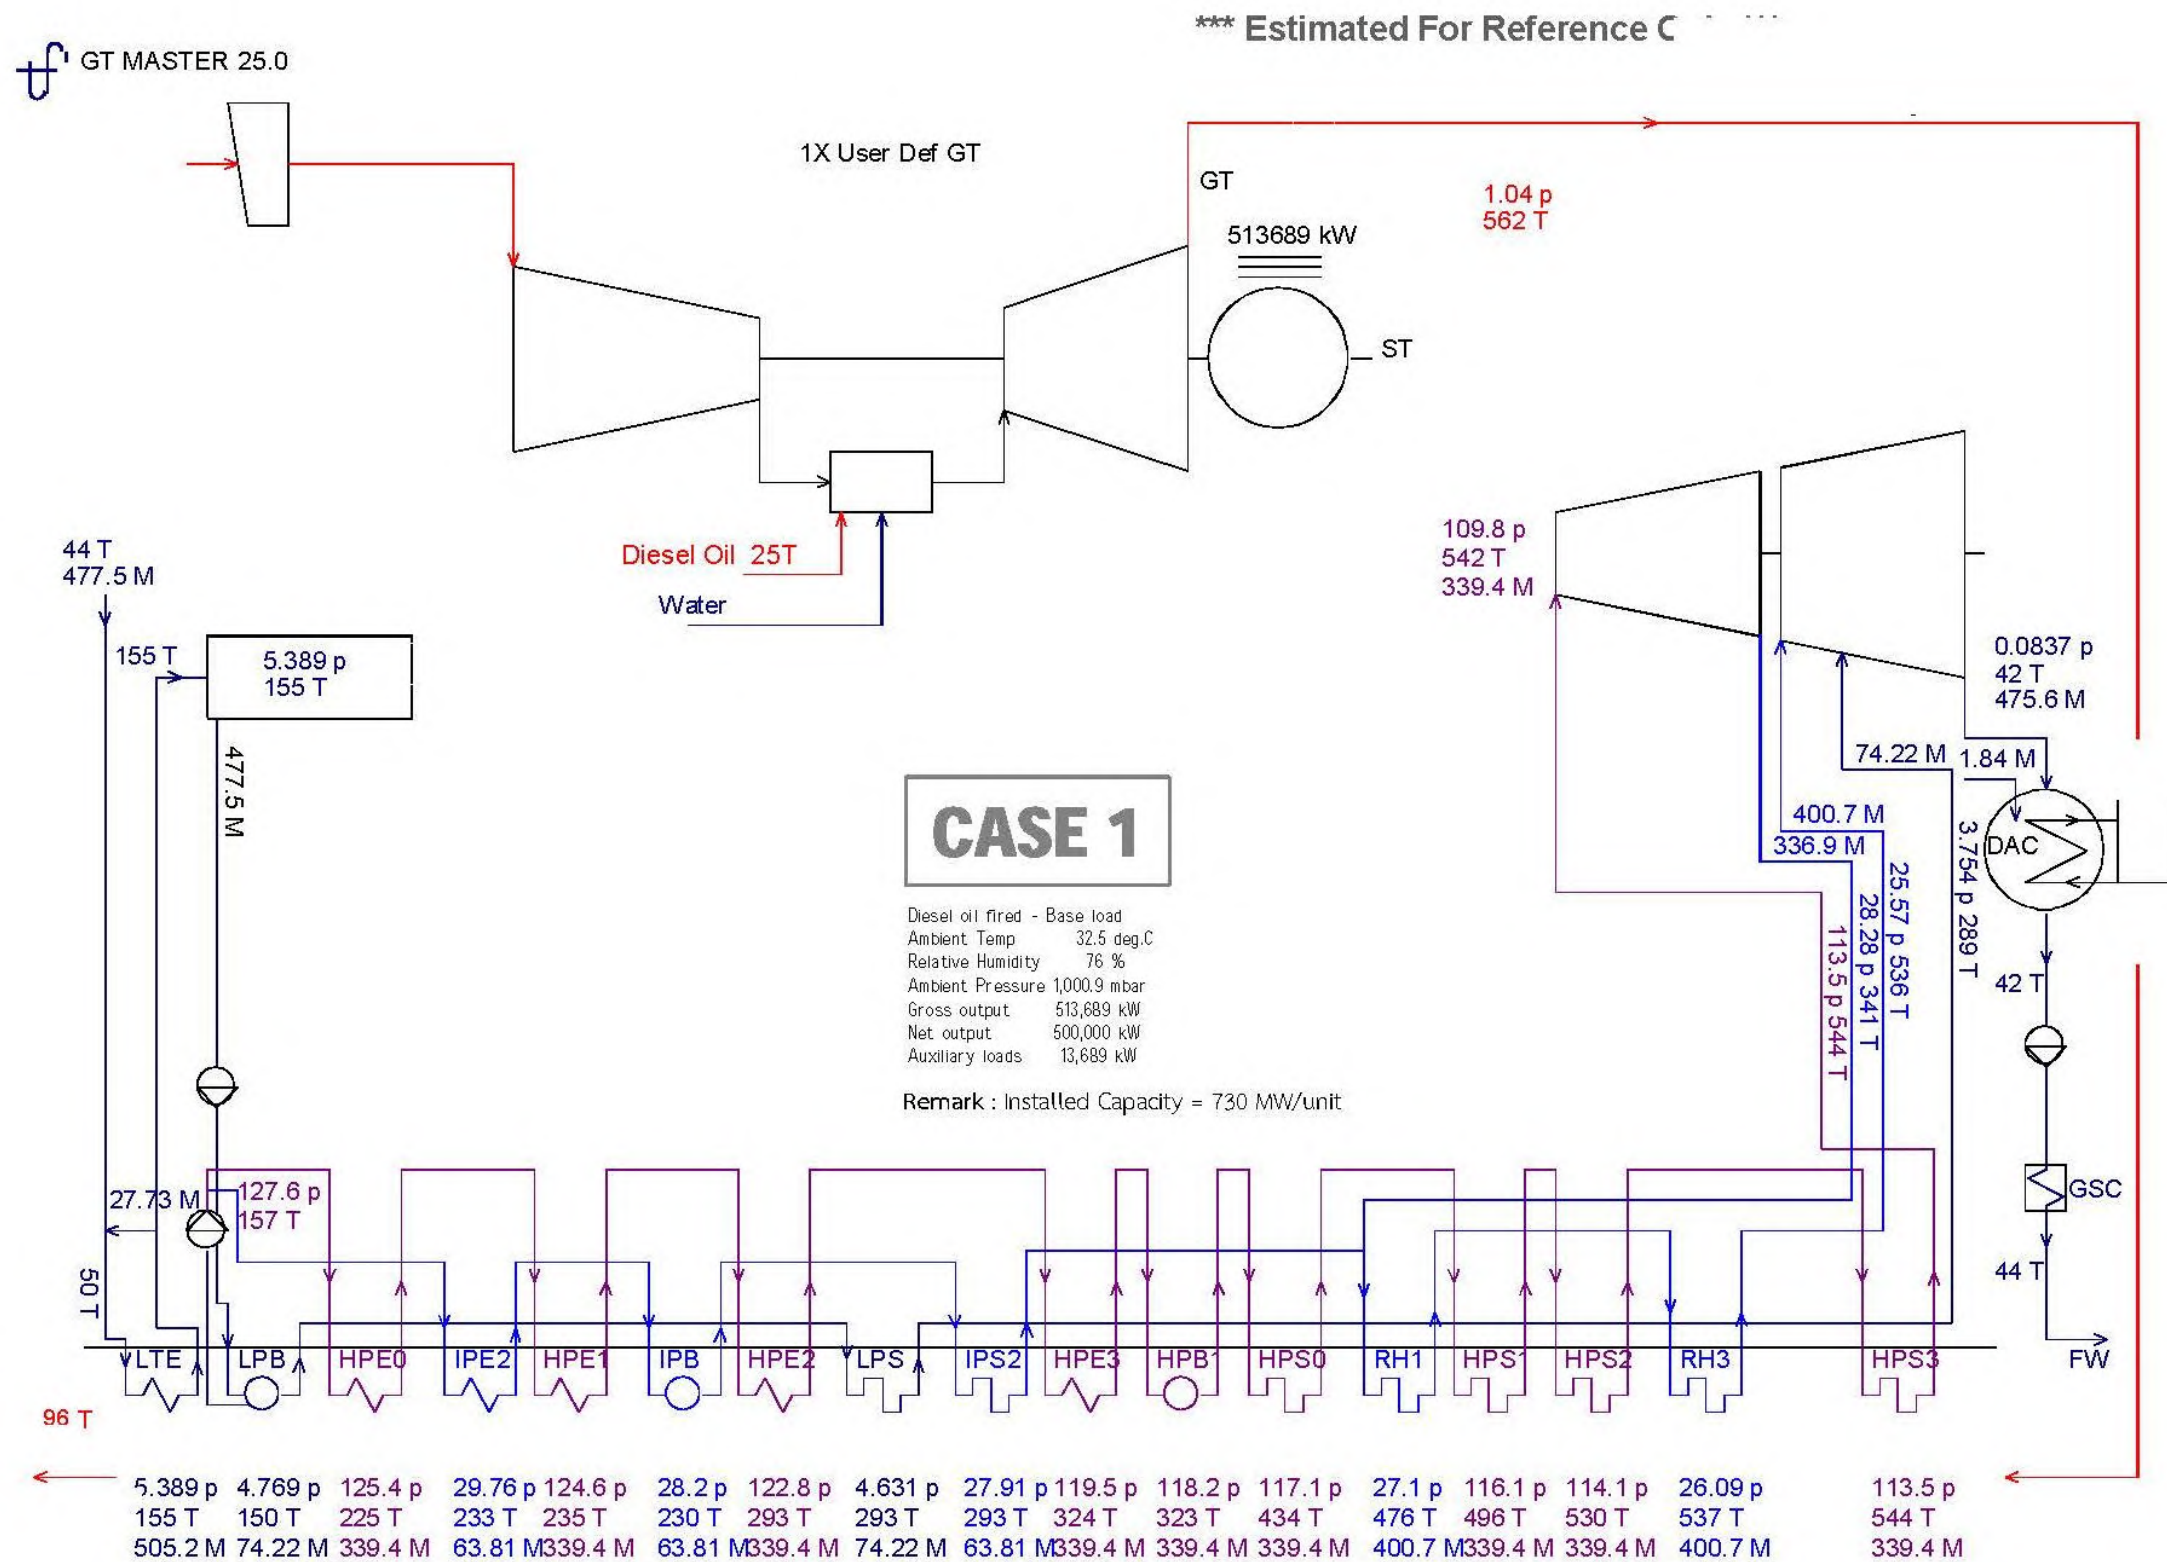 *** Estimated For Reference
GT MASTER 25.0
1X User Def GT
GT
1.04 p
562 T
513689 kW
ST
Diesel Oil 25T
Water
44 T
477.5 M
155 T
5.389 p
155 T
477.5 M
109.8 p
542 T
339.4 M
0.0837 p
42 T
475.6 M
74.22 M
1.84 M
400.7 M
336.9 M
DAC
3.754 p 289 T
25.57 p 536 T
28.28 p 341 T
113.5 p 544 T
42 T
GSC
44 T
FW
CASE 1
Diesel oil fired - Base load
Ambient Temp 32.5 deg.C
Relative Humidity 76 %
Ambient Pressure 1,000.9 mbar
Gross output 513,689 kW
Net output 500,000 kW
Auxiliary loads 13,689 kW
Remark : Installed Capacity = 730 MW/unit
27.73 M
127.6 p
157 T
50 T
LTE LPB HPE0 IPE2 HPE1 IPB HPE2 LPS IPS2 HPE3 HPB1 HPS0 RH1 HPS1 HPS2 RH3 HPS3
96 T
5.389 p 4.769 p 125.4 p 29.76 p 124.6 p 28.2 p 122.8 p 4.631 p 27.91 p 119.5 p 118.2 p 117.1 p 27.1 p 116.1 p 114.1 p 26.09 p 113.5 p
155 T 150 T 225 T 233 T 235 T 230 T 293 T 293 T 293 T 324 T 323 T 434 T 476 T 496 T 530 T 537 T 544 T
505.2 M 74.22 M 339.4 M 63.81 M 339.4 M 63.81 M 339.4 M 74.22 M 63.81 M 339.4 M 339.4 M 339.4 M 400.7 M 339.4 M 339.4 M 400.7 M 339.4 M